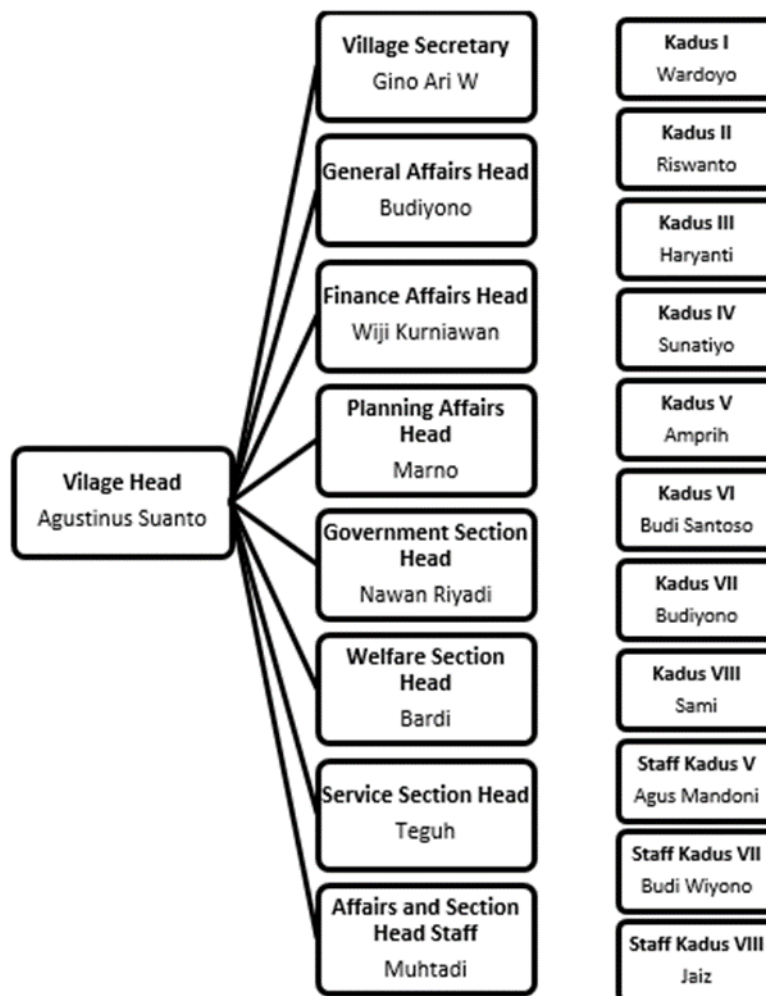 Vilage Head
Agustinus Suanto
Village Secretary
Gino Ari W
General Affairs Head
Budiyono
Finance Affairs Head
Wiji Kurniawan
Planning Affairs
Head
Marno
Government Section
Head
Nawan Riyadi
Welfare Section
Head
Bardi
Service Section Head
Teguh
Affairs and Section
Head Staff
Muhtadi
Kadus I
Wardoyo
Kadus II
Riswanto
Kadus III
Haryanti
Kadus IV
Sunatiyo
Kadus V
Amprih
Kadus VI
Budi Santoso
Kadus VII
Budiyono
Kadus VIII
Sami
Staff Kadus V
Agus Mandoni
Staff Kadus VII
Budi Wiyono
Staff Kadus VIII
Jaiz